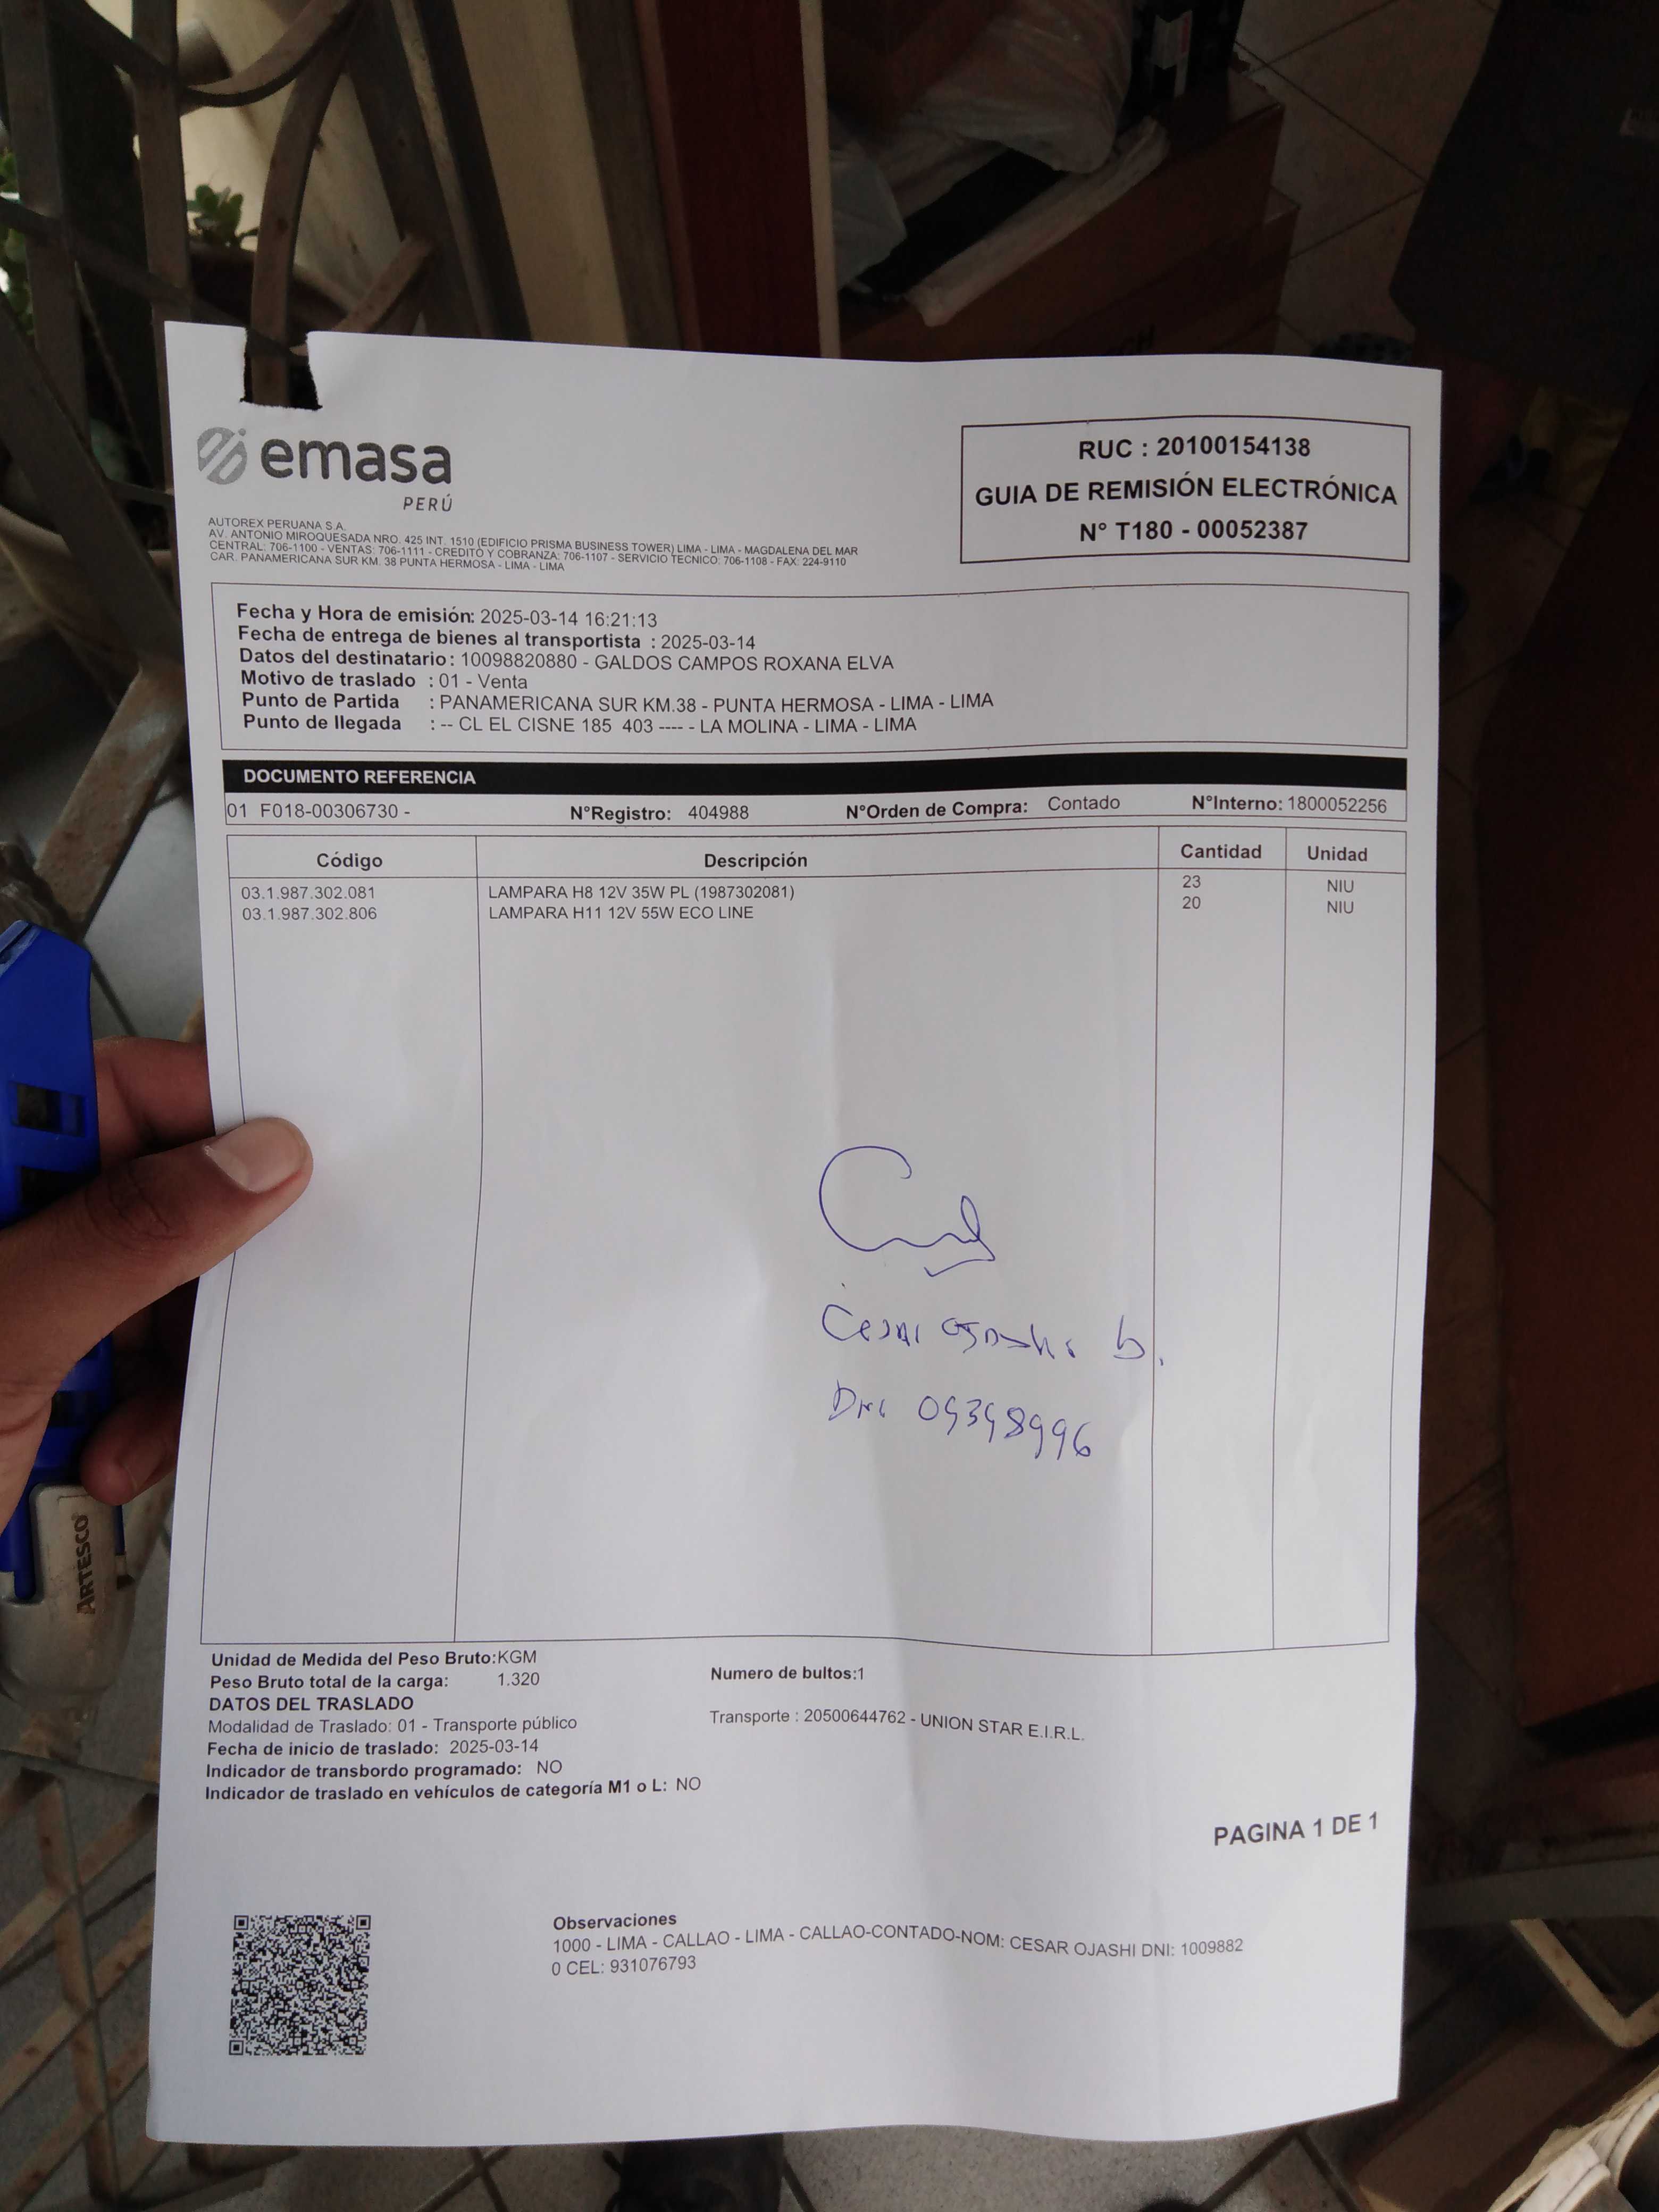 emasa
PERÚ
AUTOREX PERUANA S.A.
AV. ANTONIO MIROQUESADA NRO. 425 INT. 1510 (EDIFICIO PRISMA BUSINESS TOWER) LIMA - LIMA - MAGDALENA DEL MAR
CENTRAL: 706-1100 - VENTAS: 706-1111 - CREDITO Y COBRANZA: 706-1107 - SERVICIO TECNICO: 706-1108 - FAX: 224-9110
CAR. PANAMERICANA SUR KM. 38 PUNTA HERMOSA - LIMA - LIMA
RUC : 20100154138
GUIA DE REMISIÓN ELECTRÓNICA
N° T180 - 00052387
Fecha y Hora de emisión: 2025-03-14 16:21:13
Fecha de entrega de bienes al transportista : 2025-03-14
Datos del destinatario: 10098820880 - GALDOS CAMPOS ROXANA ELVA
Motivo de traslado : 01 - Venta
Punto de Partida : PANAMERICANA SUR KM.38 - PUNTA HERMOSA - LIMA - LIMA
Punto de llegada : -- CL EL CISNE 185 403 ---- - LA MOLINA - LIMA - LIMA
DOCUMENTO REFERENCIA
01 F018-00306730 - N°Registro: 404988 N°Orden de Compra: Contado N°Interno: 1800052256
Código Descripción Cantidad Unidad
03.1.987.302.081 LAMPARA H8 12V 35W PL (1987302081) 23 NIU
03.1.987.302.806 LAMPARA H11 12V 55W ECO LINE 20 NIU
Cesar Ojashi b.
Dni 09398996
ARTESCO
Unidad de Medida del Peso Bruto:KGM
Peso Bruto total de la carga: 1.320 Numero de bultos:1
DATOS DEL TRASLADO
Modalidad de Traslado: 01 - Transporte público Transporte : 20500644762 - UNION STAR E.I.R.L.
Fecha de inicio de traslado: 2025-03-14
Indicador de transbordo programado: NO
Indicador de traslado en vehículos de categoría M1 o L: NO
PAGINA 1 DE 1
Observaciones
1000 - LIMA - CALLAO - LIMA - CALLAO-CONTADO-NOM: CESAR OJASHI DNI: 1009882
0 CEL: 931076793